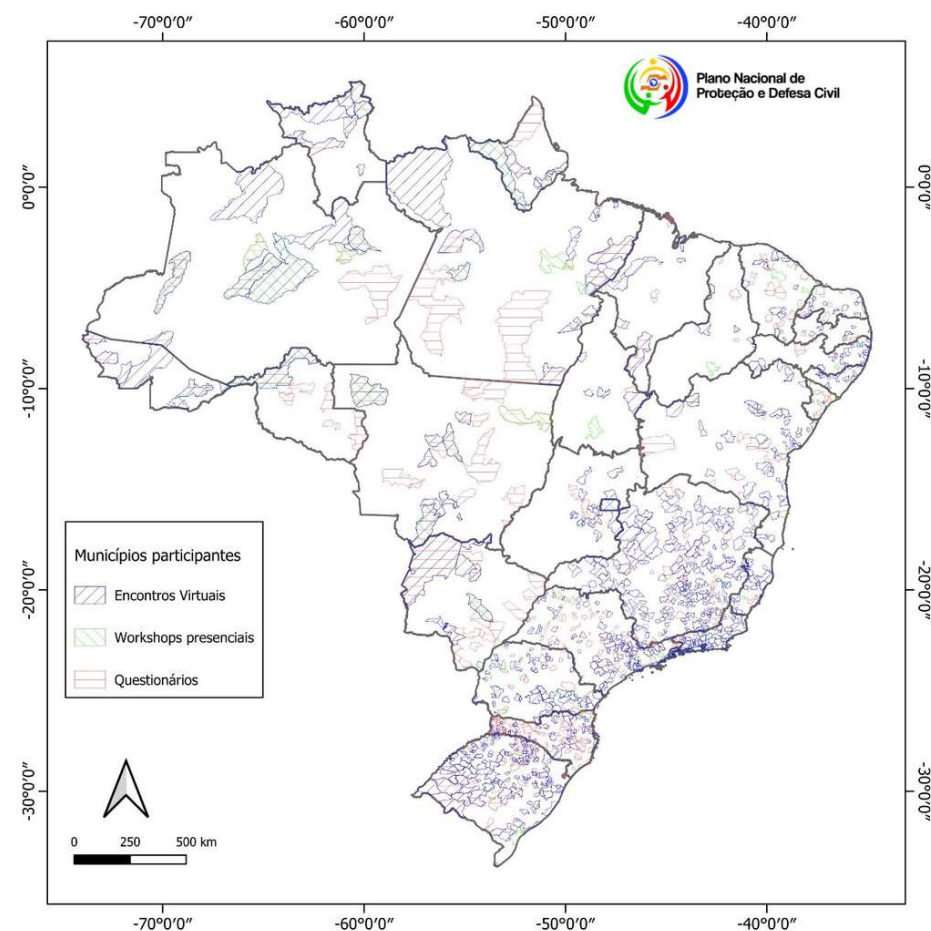 -70°0′0″ -60°0′0″ -50°0′0″ -40°0′0″
Plano Nacional de
Proteção e Defesa Civil
0°0′0″ 0°0′0″
-10°0′0″ -10°0′0″
Municípios participantes
Encontros Virtuais
Workshops presenciais
Questionários
-20°0′0″ -20°0′0″
-30°0′0″ -30°0′0″
0 250 500 km
-70°0′0″ -60°0′0″ -50°0′0″ -40°0′0″